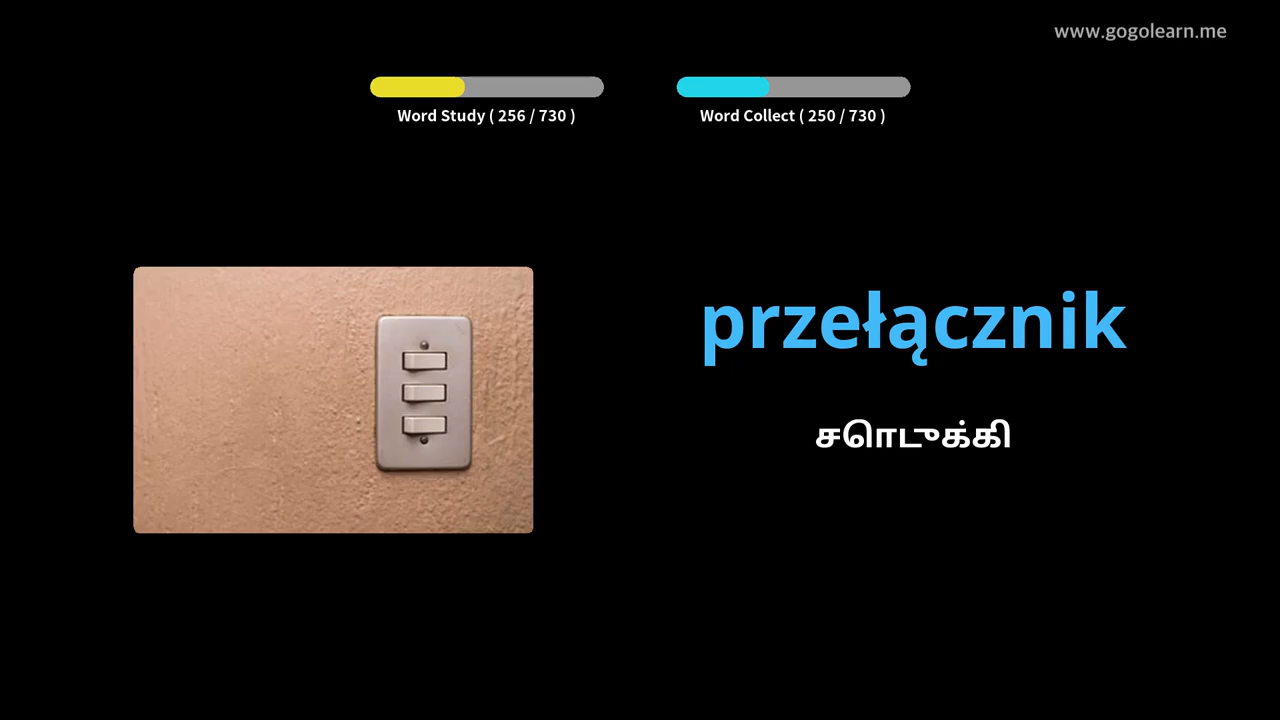 www.gogolearn.me
Word Study ( 256 / 730 )
Word Collect ( 250 / 730 )
przełącznik
சொடுக்கி